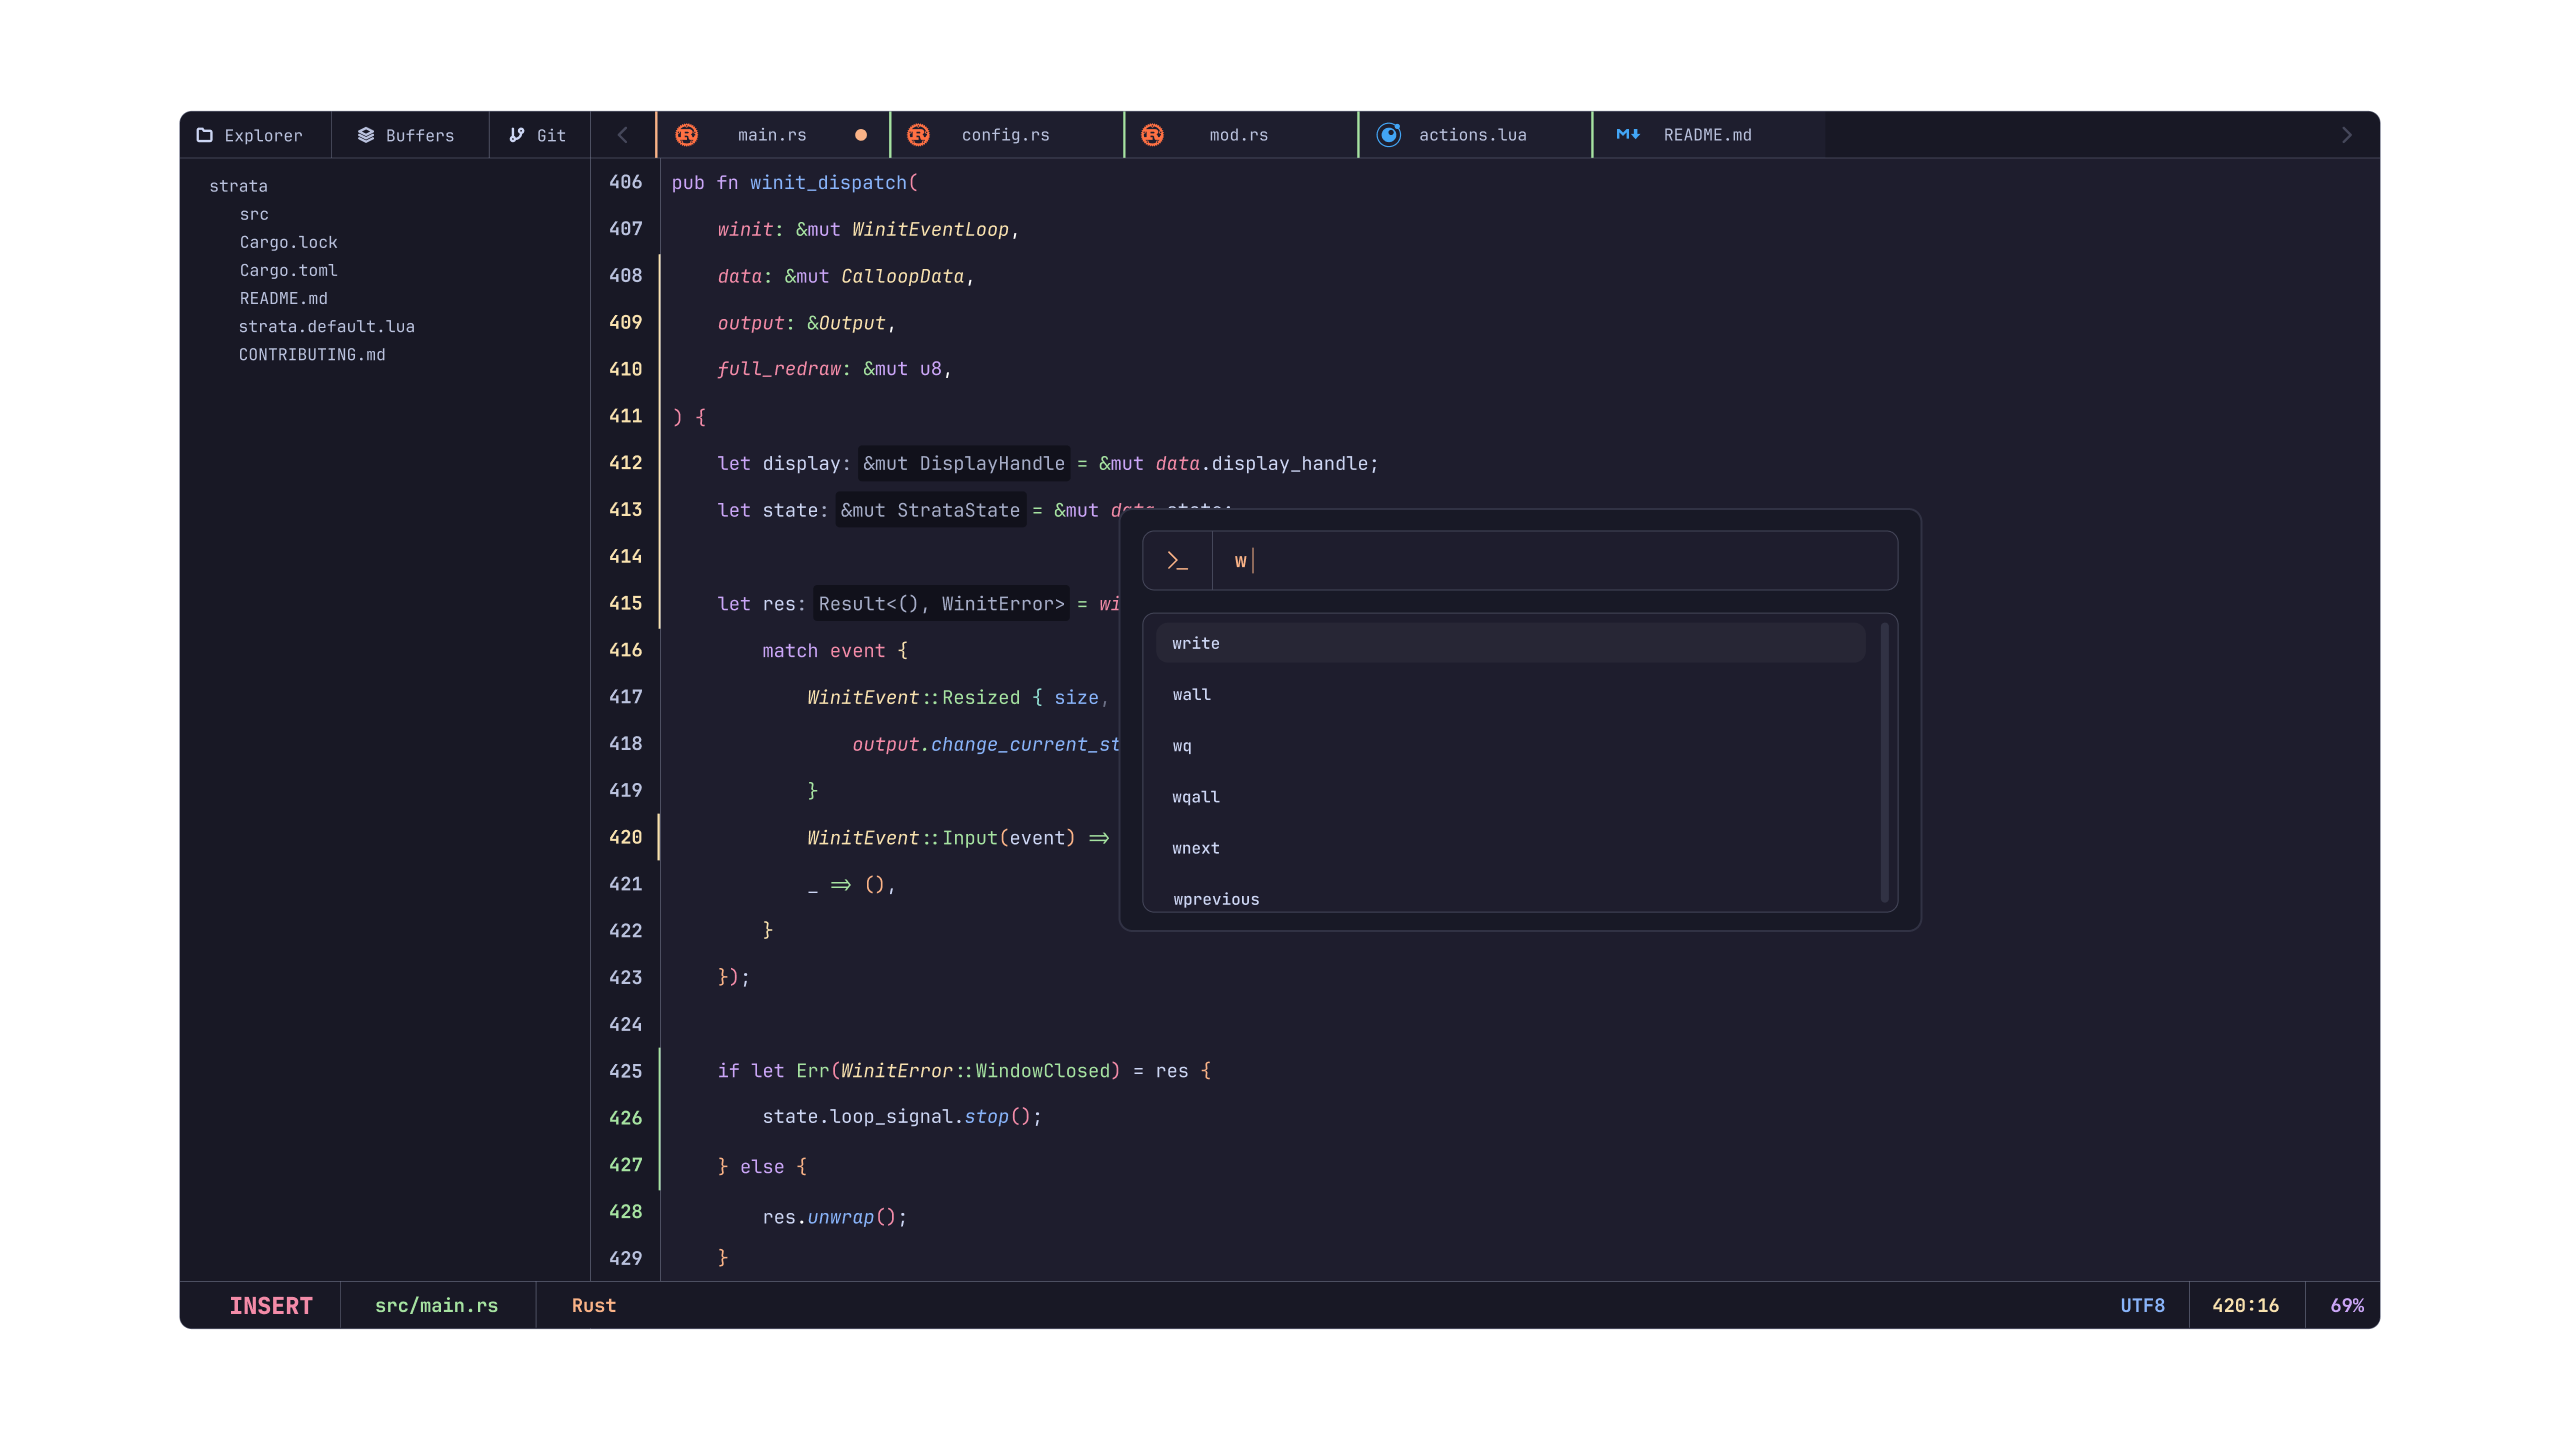 Explorer Buffers Git main.rs config.rs mod.rs actions.lua README.md
strata
src
Cargo.lock
Cargo.toml
README.md
strata.default.lua
CONTRIBUTING.md
406 pub fn winit_dispatch(
407 winit: &mut WinitEventLoop,
408 data: &mut CalloopData,
409 output: &Output,
410 full_redraw: &mut u8,
411 ) {
412 let display: &mut DisplayHandle = &mut data.display_handle;
413 let state: &mut StrataState = &mut data.state;
414
415 let res: Result<(), WinitError> = wi
416 match event {
417 WinitEvent::Resized { size,
418 output.change_current_st
419 }
420 WinitEvent::Input(event) =>
421 _ => (),
422 }
423 });
424
425 if let Err(WinitError::WindowClosed) = res {
426 state.loop_signal.stop();
427 } else {
428 res.unwrap();
429 }
>_ w
write
wall
wq
wqall
wnext
wprevious
INSERT src/main.rs Rust UTF8 420:16 69%